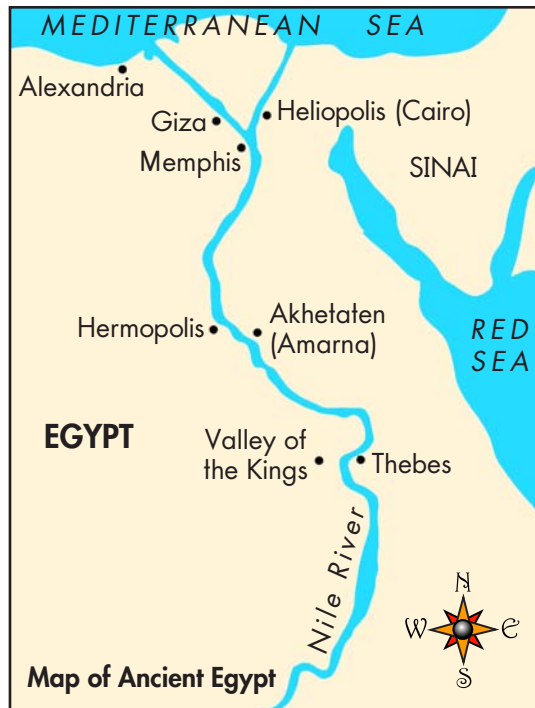 MEDITERRANEAN SEA
Alexandria
Giza
Heliopolis (Cairo)
Memphis
SINAI
Hermopolis
Akhetaten
(Amarna)
RED
SEA
EGYPT
Valley of
the Kings
Thebes
Nile River
N
W
E
S
Map of Ancient Egypt